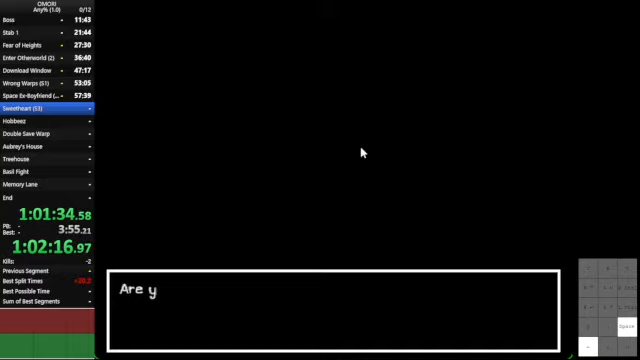 OMORI
Any% (1.0) 0/12
Boss 11:43
Stab 1 21:44
Fear of Heights 27:30
Enter Otherworld (2) 36:40
Download Window 47:17
Wrong Warps (S1) 53:05
Space Ex-Boyfriend (... 57:39
Sweetheart (S3) -
Hobbeez -
Double Save Warp -
Aubrey's House -
Treehouse -
Basil Fight -
Memory Lane -
End -
1:01:34.58
PB: -
Best: - 3:55.21
1:02:16.97
Kills: -2
Previous Segment -
Best Split Times
Best Possible Time -
Sum of Best Segments -
Are y
Space